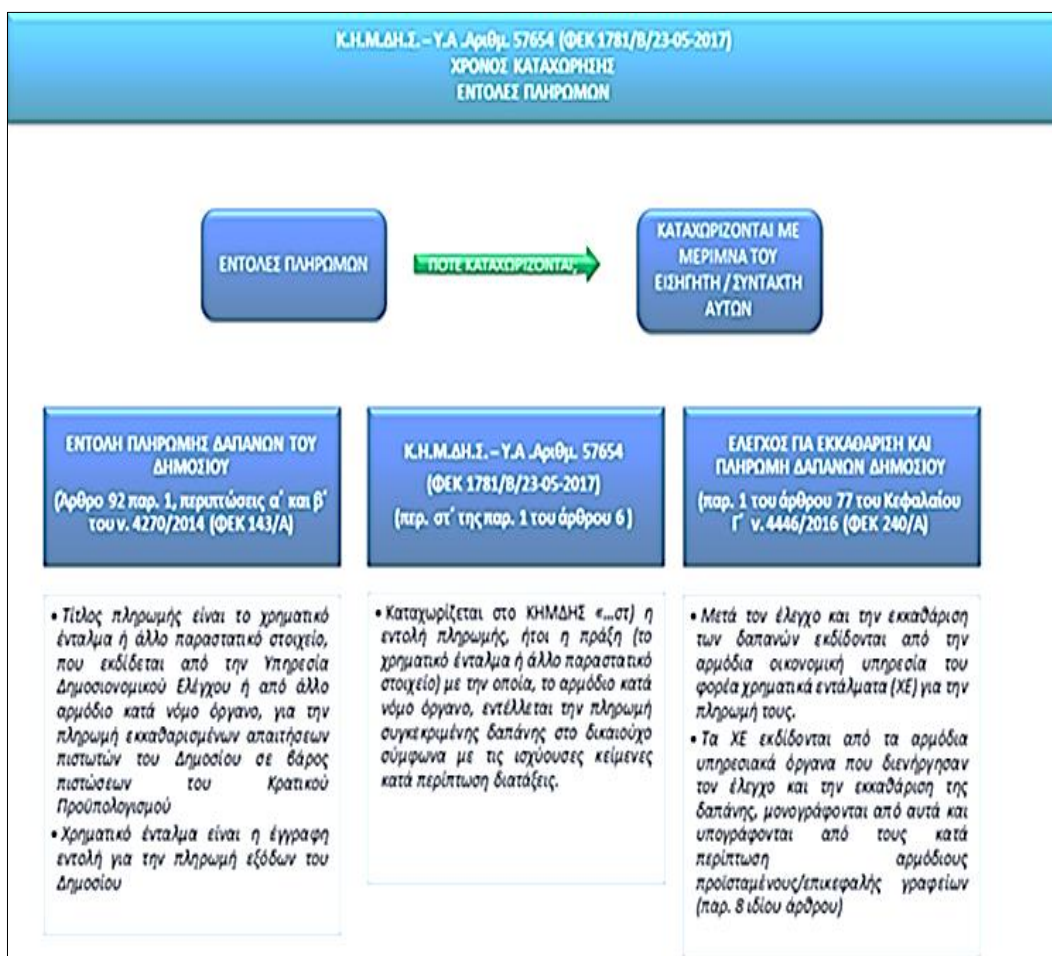 Κ.Η.Μ.ΔΗ.Σ. – Υ.Α .Αριθμ. 57654 (ΦΕΚ 1781/Β/23-05-2017)
ΧΡΟΝΟΣ ΚΑΤΑΧΩΡΗΣΗΣ
ΕΝΤΟΛΕΣ ΠΛΗΡΩΜΩΝ
ΕΝΤΟΛΕΣ ΠΛΗΡΩΜΩΝ
ΠΟΤΕ ΚΑΤΑΧΩΡΙΖΟΝΤΑΙ;
ΚΑΤΑΧΩΡΙΖΟΝΤΑΙ ΜΕ
ΜΕΡΙΜΝΑ ΤΟΥ
ΕΙΣΗΓΗΤΗ / ΣΥΝΤΑΚΤΗ
ΑΥΤΩΝ
ΕΝΤΟΛΗ ΠΛΗΡΩΜΗΣ ΔΑΠΑΝΩΝ ΤΟΥ
ΔΗΜΟΣΙΟΥ
(Άρθρο 92 παρ. 1, περιπτώσεις α΄ και β΄
του ν. 4270/2014 (ΦΕΚ 143/Α)
• Τίτλος πληρωμής είναι το χρηματικό
ένταλμα ή άλλο παραστατικό στοιχείο,
που εκδίδεται από την Υπηρεσία
Δημοσιονομικού Ελέγχου ή από άλλο
αρμόδιο κατά νόμο όργανο, για την
πληρωμή εκκαθαρισμένων απαιτήσεων
πιστωτών του Δημοσίου σε βάρος
πιστώσεων του Κρατικού
Προϋπολογισμού
• Χρηματικό ένταλμα είναι η έγγραφη
εντολή για την πληρωμή εξόδων του
Δημοσίου
Κ.Η.Μ.ΔΗ.Σ. – Υ.Α .Αριθμ. 57654
(ΦΕΚ 1781/Β/23-05-2017)
(περ. στ΄ της παρ. 1 του άρθρου 6 )
• Καταχωρίζεται στο ΚΗΜΔΗΣ «...στ) η
εντολή πληρωμής, ήτοι η πράξη (το
χρηματικό ένταλμα ή άλλο παραστατικό
στοιχείο) με την οποία, το αρμόδιο κατά
νόμο όργανο, εντέλλεται την πληρωμή
συγκεκριμένης δαπάνης στο δικαιούχο
σύμφωνα με τις ισχύουσες κείμενες
κατά περίπτωση διατάξεις.
ΕΛΕΓΧΟΣ ΓΙΑ ΕΚΚΑΘΑΡΙΣΗ ΚΑΙ
ΠΛΗΡΩΜΗ ΔΑΠΑΝΩΝ ΔΗΜΟΣΙΟΥ
(παρ. 1 του άρθρου 77 του Κεφαλαίου
Γ΄ ν. 4446/2016 (ΦΕΚ 240/Α)
• Μετά τον έλεγχο και την εκκαθάριση
των δαπανών εκδίδονται από την
αρμόδια οικονομική υπηρεσία του
φορέα χρηματικά εντάλματα (ΧΕ) για την
πληρωμή τους.
• Τα ΧΕ εκδίδονται από τα αρμόδια
υπηρεσιακά όργανα που διενήργησαν
τον έλεγχο και την εκκαθάριση της
δαπάνης, μονογράφονται από αυτά και
υπογράφονται από τους κατά
περίπτωση αρμόδιους
προϊσταμένους/επικεφαλής γραφείων
(παρ. 8 ιδίου άρθρου)